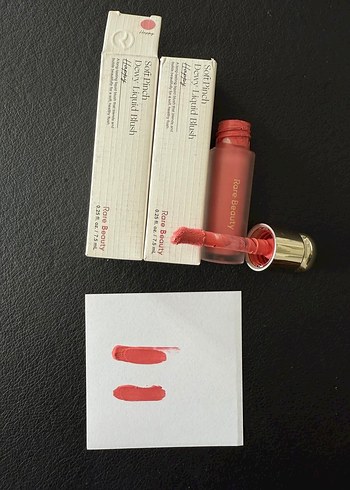 Happy
Soft Pinch
Dewy Liquid Blush
Happy
Rare Beauty
0.25 fl. oz. / 7.5 mL
Soft Pinch
Dewy Liquid Blush
Happy
Rare Beauty
0.25 fl. oz. / 7.5 mL
Rare Beauty